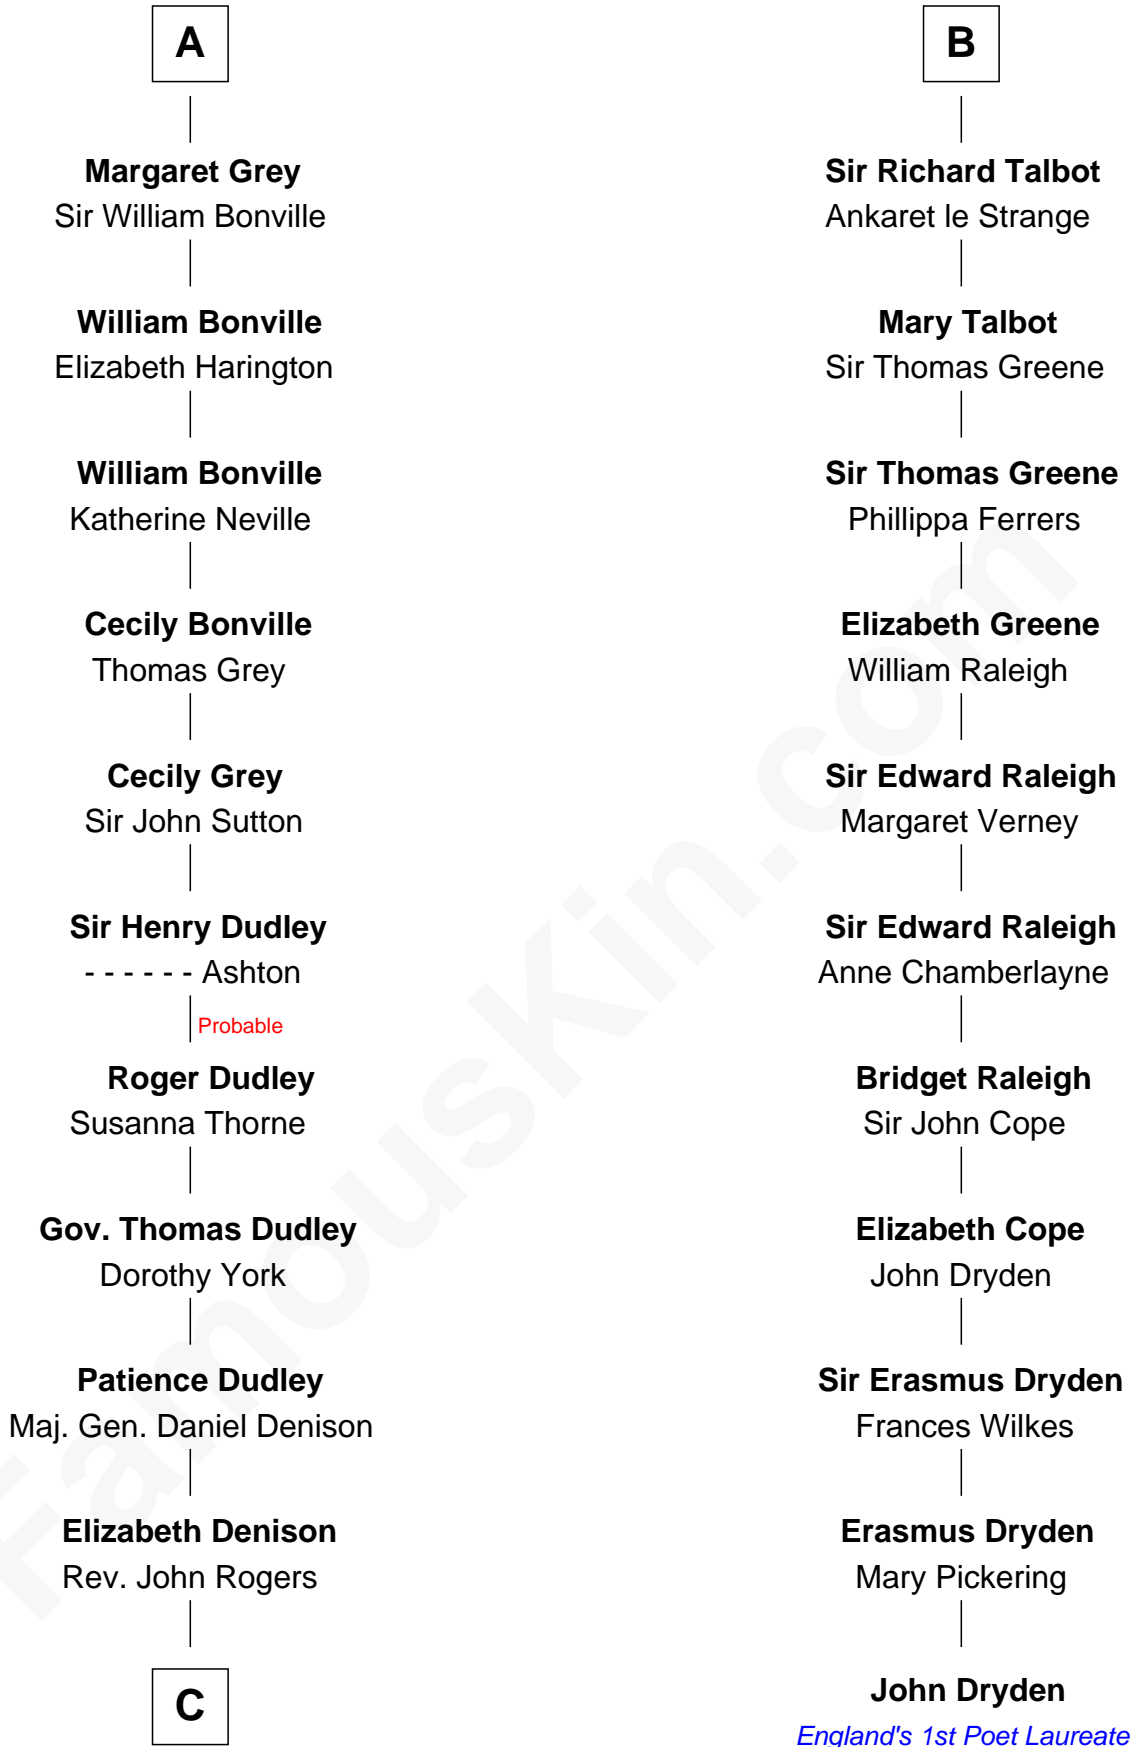 A
Margaret Grey
Sir William Bonville
William Bonville
Elizabeth Harington
William Bonville
Katherine Neville
Cecily Bonville
Thomas Grey
Cecily Grey
Sir John Sutton
Sir Henry Dudley
- - - - - - Ashton
Probable
Roger Dudley
Susanna Thorne
Gov. Thomas Dudley
Dorothy York
Patience Dudley
Maj. Gen. Daniel Denison
Elizabeth Denison
Rev. John Rogers
C
B
Sir Richard Talbot
Ankaret le Strange
Mary Talbot
Sir Thomas Greene
Sir Thomas Greene
Phillippa Ferrers
Elizabeth Greene
William Raleigh
Sir Edward Raleigh
Margaret Verney
Sir Edward Raleigh
Anne Chamberlayne
Bridget Raleigh
Sir John Cope
Elizabeth Cope
John Dryden
Sir Erasmus Dryden
Frances Wilkes
Erasmus Dryden
Mary Pickering
John Dryden
England's 1st Poet Laureate
FamousKin.com